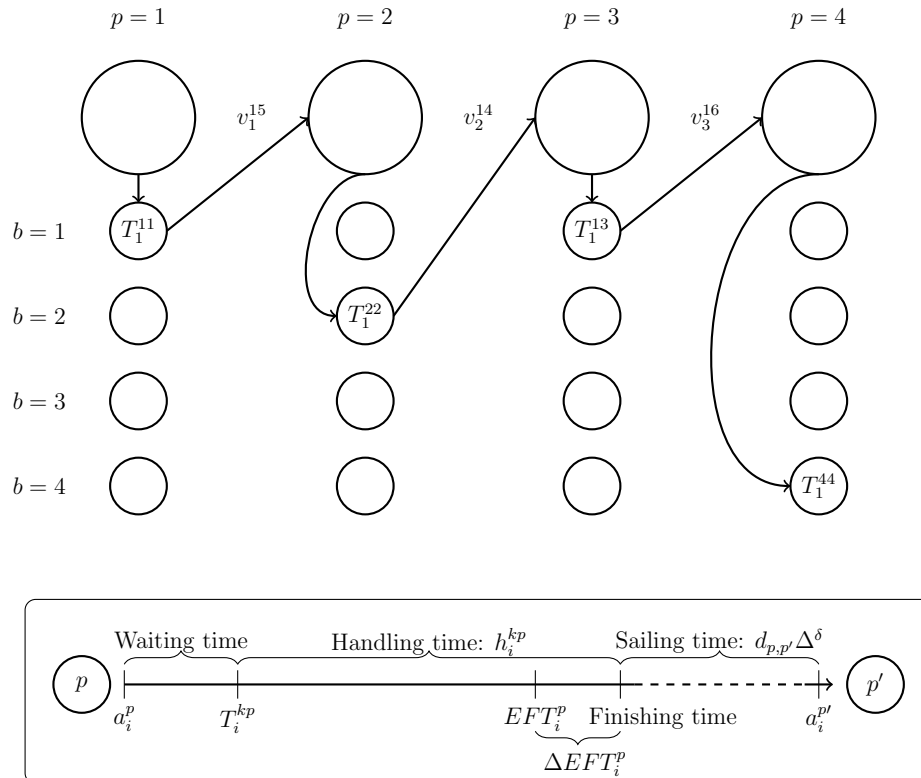 p = 1 p = 2 p = 3 p = 4
v_1^{15} v_2^{14} v_3^{16}
b = 1 T_1^{11} T_1^{13}
b = 2 T_1^{22}
b = 3
b = 4 T_1^{44}
Waiting time Handling time: h_i^{kp} Sailing time: d_{p,p'}Δ^δ
p p'
a_i^p T_i^{kp} EFT_i^p Finishing time a_i^{p'}
ΔEFT_i^p